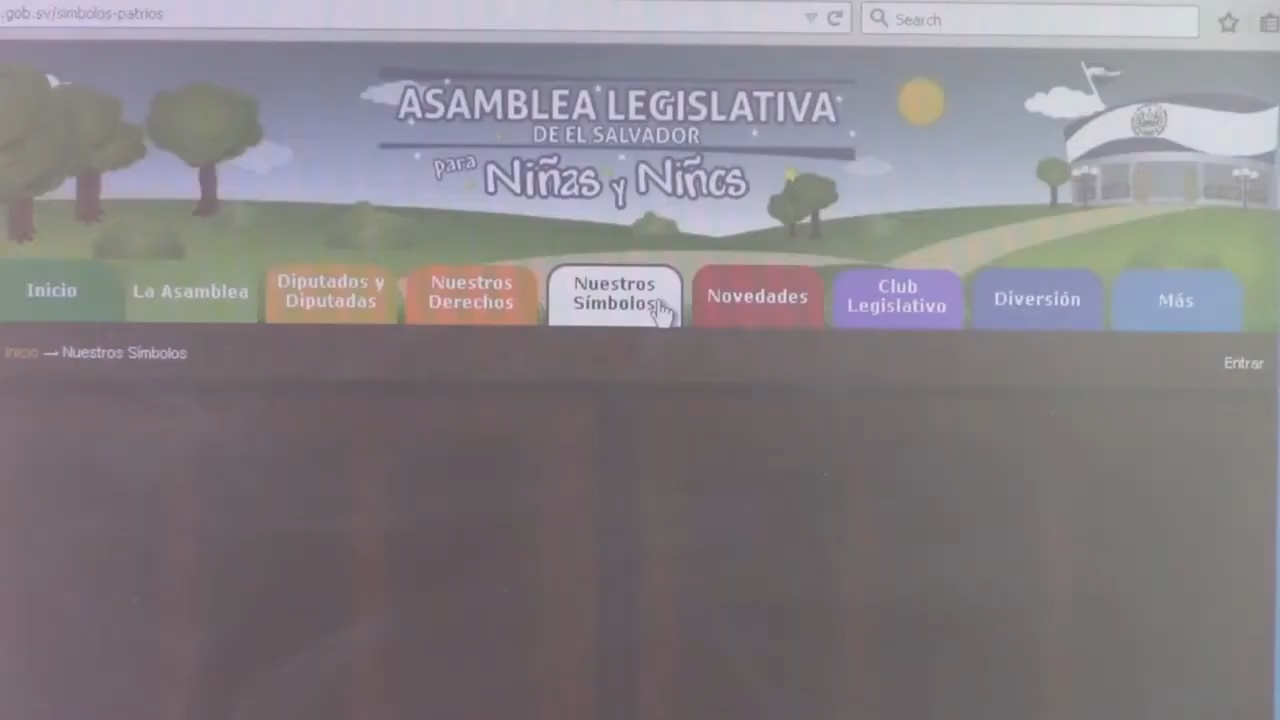 .gob.sv/simbolos-patrios
Search
ASAMBLEA LEGISLATIVA
DE EL SALVADOR
para Niñas y Niños
Inicio
La Asamblea
Diputados y
Diputadas
Nuestros
Derechos
Nuestros
Símbolos
Novedades
Club
Legislativo
Diversión
Más
Inicio → Nuestros Símbolos
Entrar